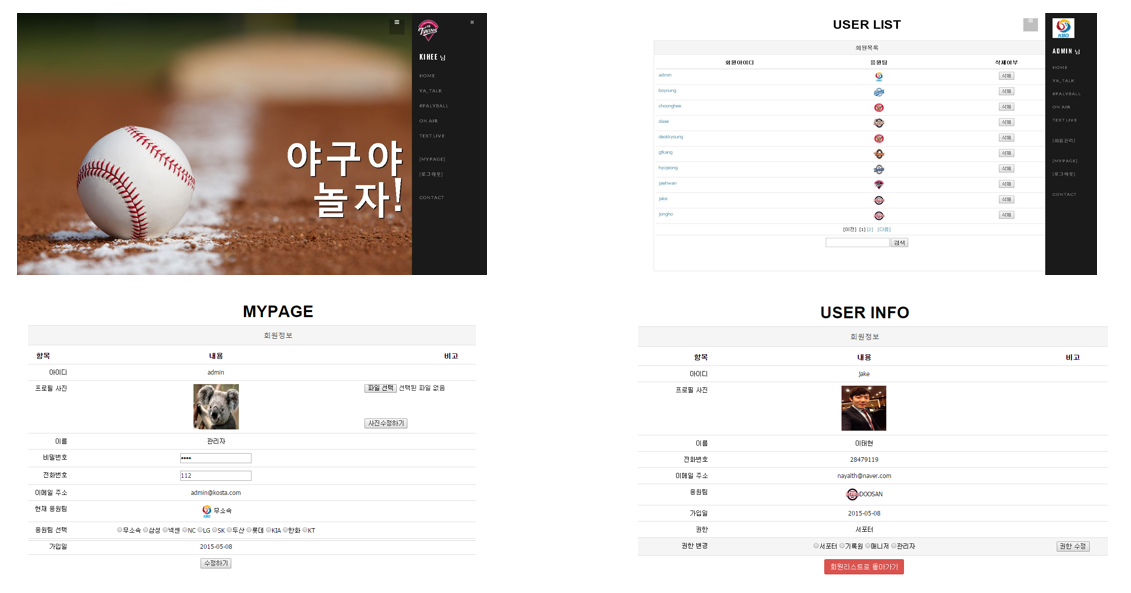 KIHEE 님
HOME
YA_TALK
#PALYBALL
ON AIR
TEXT LIVE
[MYPAGE]
[로그아웃]
CONTACT
야구야
놀자!
USER LIST
회원목록
회원아이디 응원팀 삭제여부
admin 삭제
boyoung 삭제
choonghee 삭제
삭제
deokyoung 삭제
gikang 삭제
삭제
jaehwan 삭제
jake 삭제
jongho 삭제
[이전] [1] [2] [다음]
검색
KBO
ADMIN 님
HOME
YA_TALK
#PALYBALL
ON AIR
TEXT LIVE
[회원관리]
[MYPAGE]
[로그아웃]
CONTACT
MYPAGE
회원정보
항목 내용 비고
아이디 admin
프로필 사진 파일 선택 선택된 파일 없음
사진수정하기
이름 관리자
비밀번호 ••••
전화번호 112
이메일 주소 admin@kosta.com
현재 응원팀 무소속
응원팀 선택 무소속 삼성 넥센 NC LG SK 두산 롯데 KIA 한화 KT
가입일 2015-05-08
수정하기
USER INFO
회원정보
항목 내용 비고
아이디 jake
프로필 사진
이름 이태현
전화번호 28479119
이메일 주소 nayalth@naver.com
응원팀 DOOSAN
가입일 2015-05-08
권한 서포터
권한 변경 서포터 기록원 매니저 관리자 권한 수정
회원리스트로 돌아가기